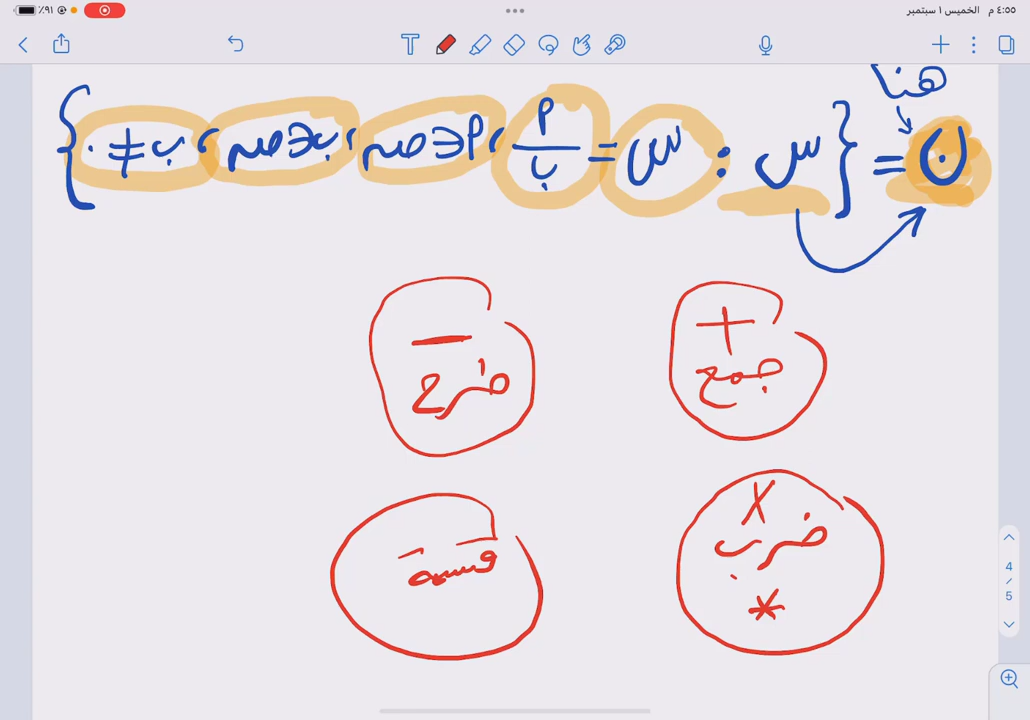 ٤:٥٥ م الخميس ١ سبتمبر
٪٩١
هنا
ن = { س : س = أ/ب ، أ ∈ ص ، ب ∈ ص ، ب ≠ ٠ }
+
جمع
−
طرح
×
ضرب
*
قسمة
4
/
5